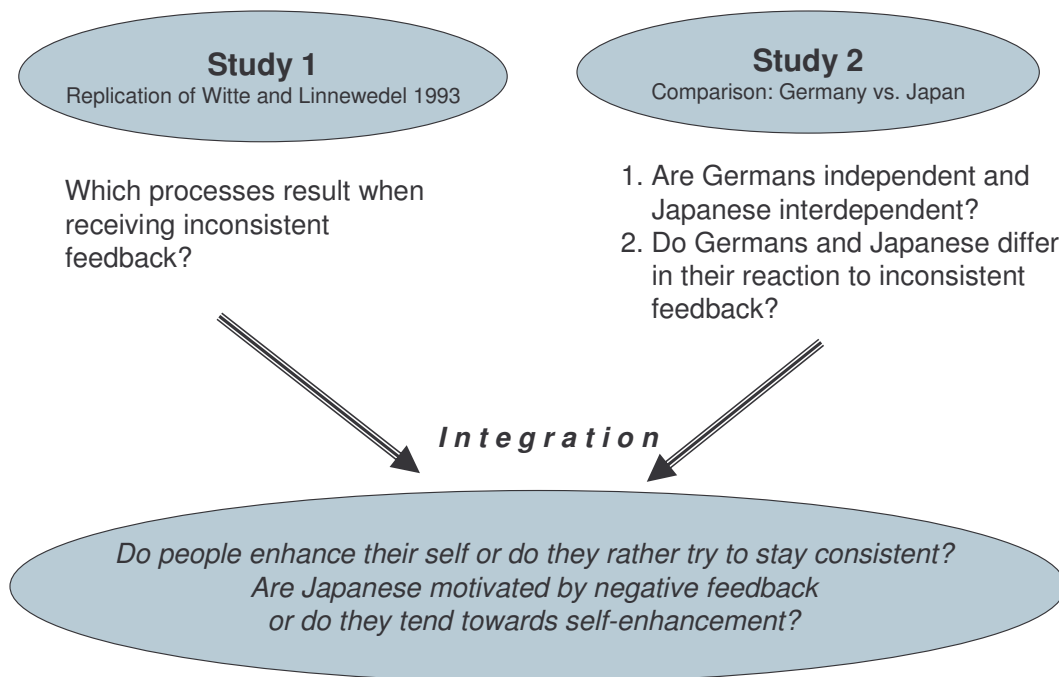 Study 1
Replication of Witte and Linnewedel 1993
Study 2
Comparison: Germany vs. Japan
Which processes result when
receiving inconsistent
feedback?
1. Are Germans independent and
Japanese interdependent?
2. Do Germans and Japanese differ
in their reaction to inconsistent
feedback?
Integration
Do people enhance their self or do they rather try to stay consistent?
Are Japanese motivated by negative feedback
or do they tend towards self-enhancement?